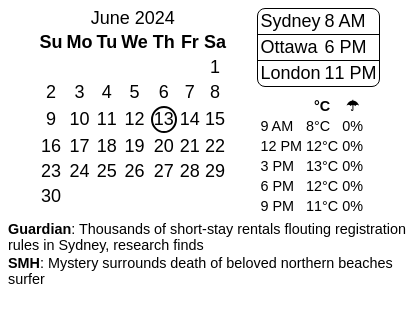 June 2024
Su Mo Tu We Th Fr Sa
1
2 3 4 5 6 7 8
9 10 11 12 13 14 15
16 17 18 19 20 21 22
23 24 25 26 27 28 29
30
Sydney 8 AM
Ottawa 6 PM
London 11 PM
°C ☂
9 AM 8°C 0%
12 PM 12°C 0%
3 PM 13°C 0%
6 PM 12°C 0%
9 PM 11°C 0%
Guardian: Thousands of short-stay rentals flouting registration
rules in Sydney, research finds
SMH: Mystery surrounds death of beloved northern beaches
surfer